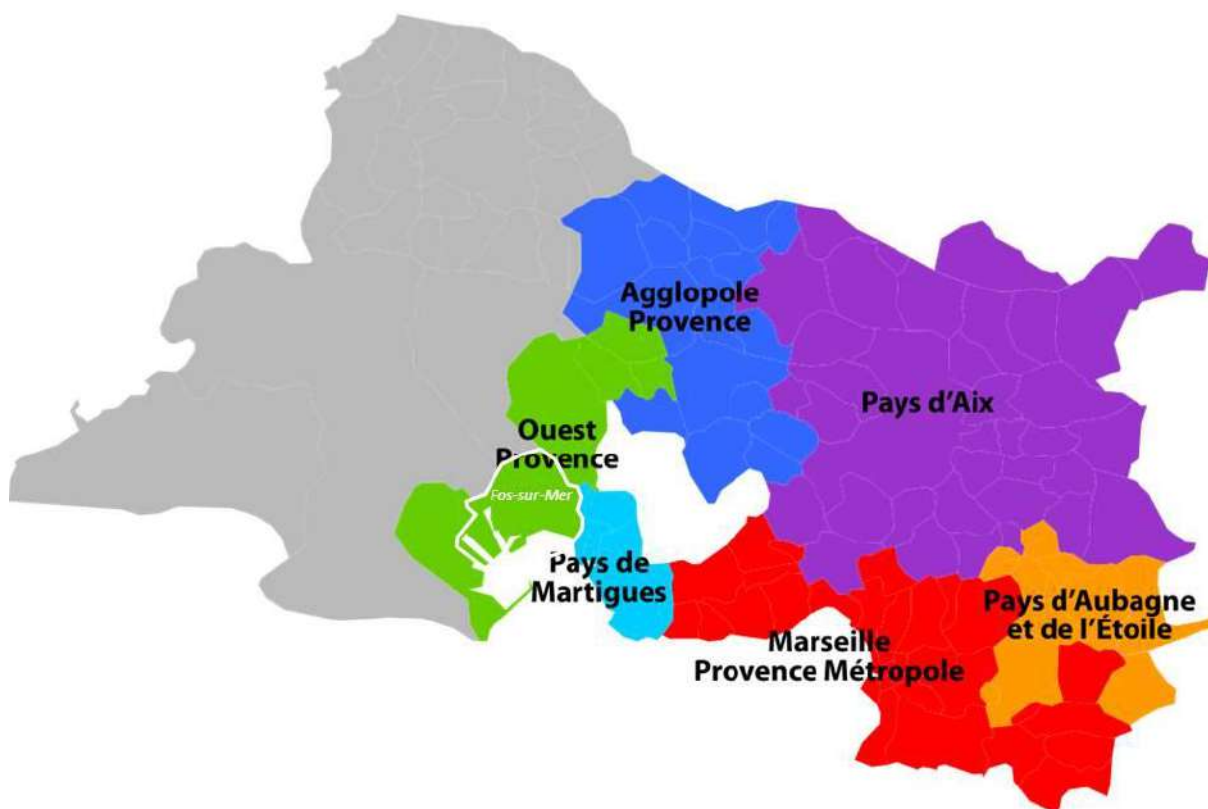 Agglopole
Provence
Pays d'Aix
Ouest
Provence
Fos-sur-Mer
Pays de
Martigues
Pays d'Aubagne
et de l'Étoile
Marseille
Provence Métropole